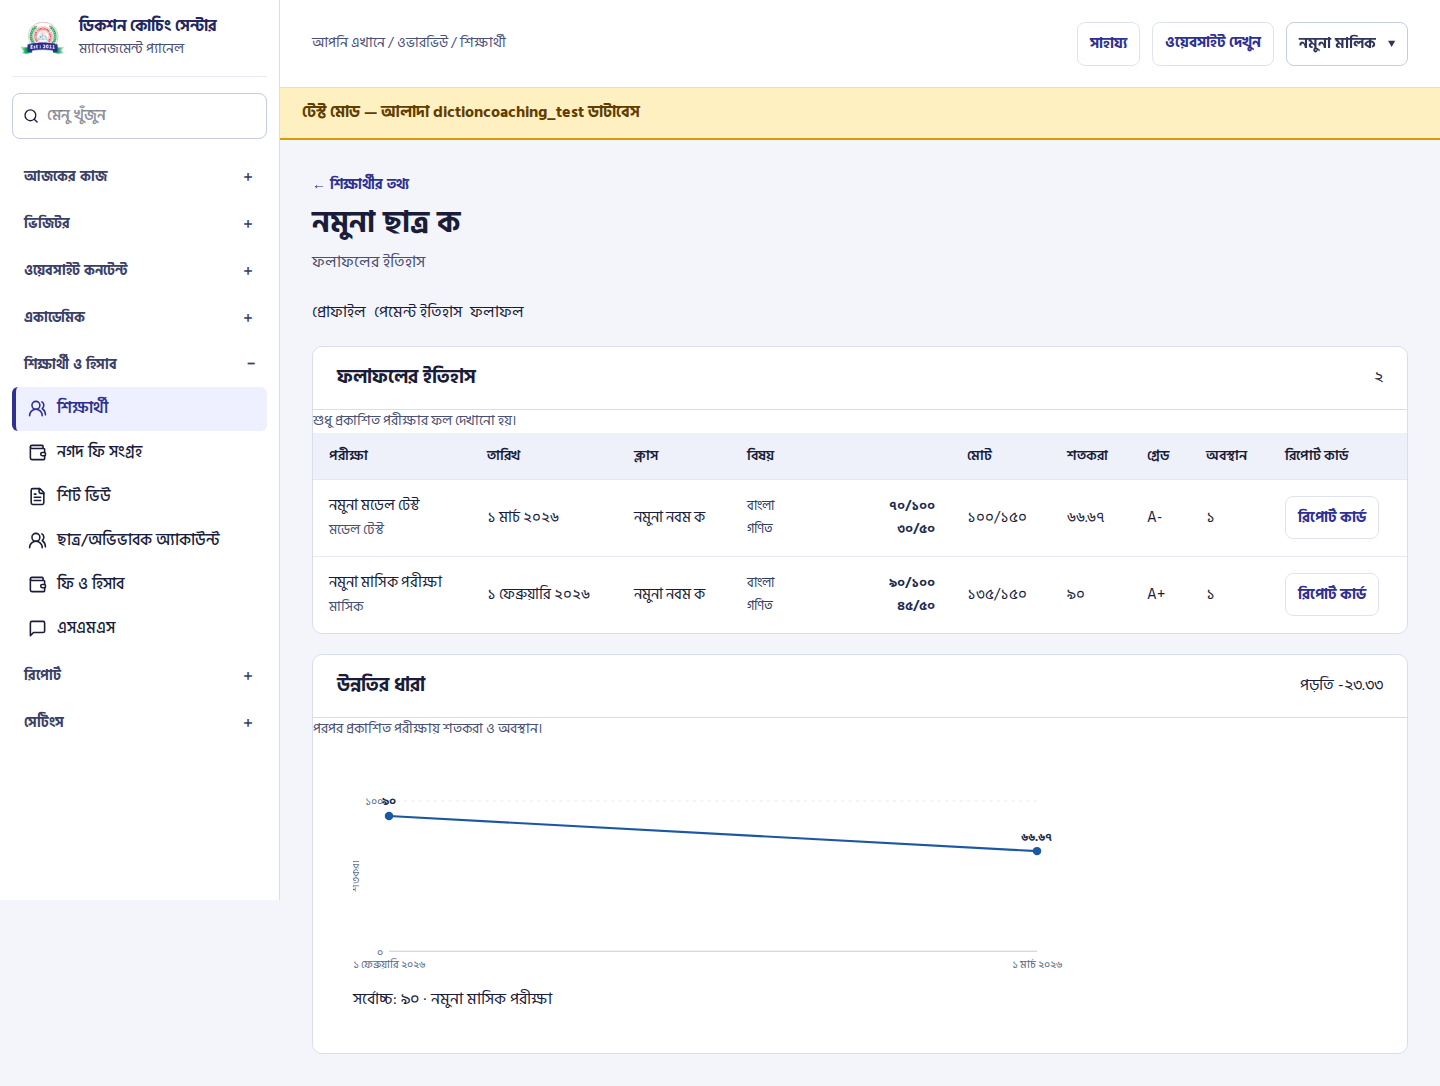 ডিকশন কোচিং সেন্টার
ম্যানেজমেন্ট প্যানেল
Est : 2011
মেনু খুঁজুন
আজকের কাজ +
ভিজিটর +
ওয়েবসাইট কনটেন্ট +
একাডেমিক +
শিক্ষার্থী ও হিসাব −
শিক্ষার্থী
নগদ ফি সংগ্রহ
শিট ভিউ
ছাত্র/অভিভাবক অ্যাকাউন্ট
ফি ও হিসাব
এসএমএস
রিপোর্ট +
সেটিংস +
আপনি এখানে / ওভারভিউ / শিক্ষার্থী
সাহায্য
ওয়েবসাইট দেখুন
নমুনা মালিক ▾
টেস্ট মোড — আলাদা dictioncoaching_test ডাটাবেস
← শিক্ষার্থীর তথ্য
নমুনা ছাত্র ক
ফলাফলের ইতিহাস
প্রোফাইল পেমেন্ট ইতিহাস ফলাফল
ফলাফলের ইতিহাস ২
শুধু প্রকাশিত পরীক্ষার ফল দেখানো হয়।
পরীক্ষা তারিখ ক্লাস বিষয় মোট শতকরা গ্রেড অবস্থান রিপোর্ট কার্ড
নমুনা মডেল টেস্ট
মডেল টেস্ট
১ মার্চ ২০২৬
নমুনা নবম ক
বাংলা ৭০/১০০
গণিত ৩০/৫০
১০০/১৫০ ৬৬.৬৭ A- ১ রিপোর্ট কার্ড
নমুনা মাসিক পরীক্ষা
মাসিক
১ ফেব্রুয়ারি ২০২৬
নমুনা নবম ক
বাংলা ৯০/১০০
গণিত ৪৫/৫০
১৩৫/১৫০ ৯০ A+ ১ রিপোর্ট কার্ড
উন্নতির ধারা পড়তি -২৩.৩৩
পরপর প্রকাশিত পরীক্ষায় শতকরা ও অবস্থান।
১০০
৯০
৬৬.৬৭
শতকরা
০
১ ফেব্রুয়ারি ২০২৬ ১ মার্চ ২০২৬
সর্বোচ্চ: ৯০ · নমুনা মাসিক পরীক্ষা